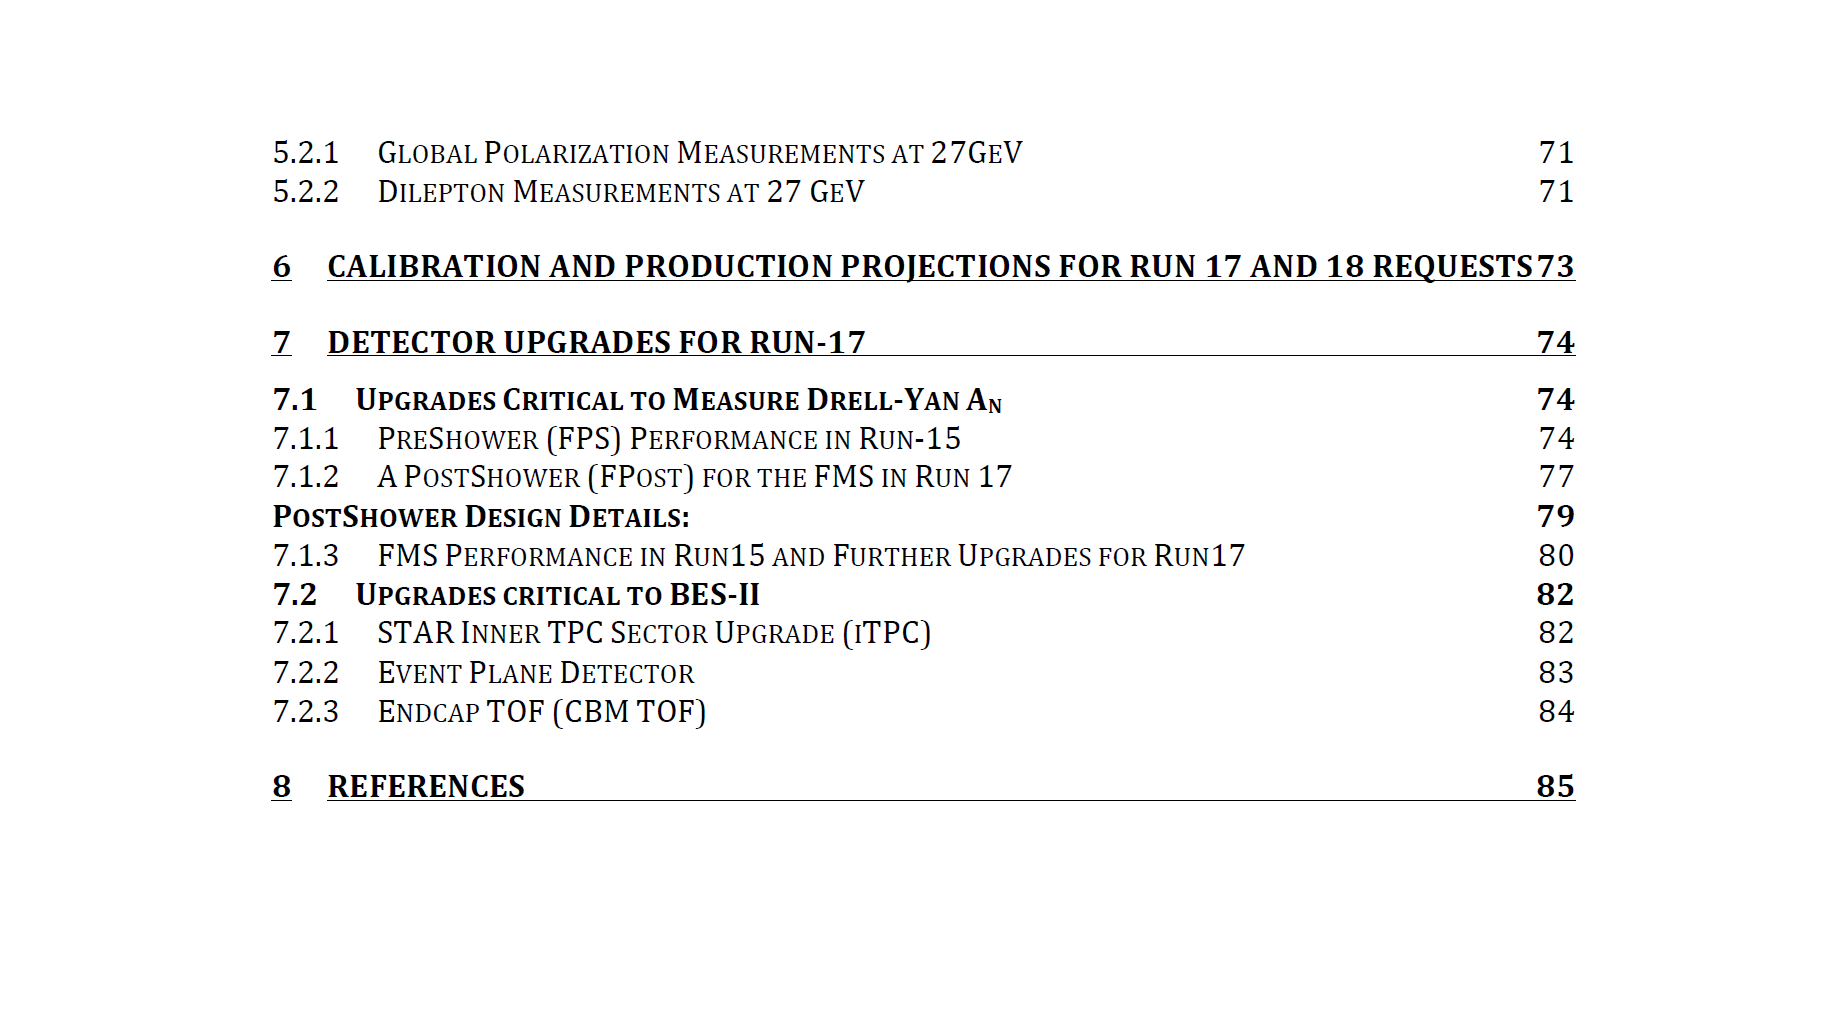 5.2.1 Global Polarization Measurements at 27GeV 71
5.2.2 Dilepton Measurements at 27 GeV 71
6 CALIBRATION AND PRODUCTION PROJECTIONS FOR RUN 17 AND 18 REQUESTS 73
7 DETECTOR UPGRADES FOR RUN-17 74
7.1 Upgrades Critical to Measure Drell-Yan AN 74
7.1.1 PreShower (FPS) Performance in Run-15 74
7.1.2 A PostShower (FPost) for the FMS in Run 17 77
PostShower Design Details: 79
7.1.3 FMS Performance in Run15 and Further Upgrades for Run17 80
7.2 Upgrades critical to BES-II 82
7.2.1 STAR Inner TPC Sector Upgrade (iTPC) 82
7.2.2 Event Plane Detector 83
7.2.3 Endcap TOF (CBM TOF) 84
8 REFERENCES 85